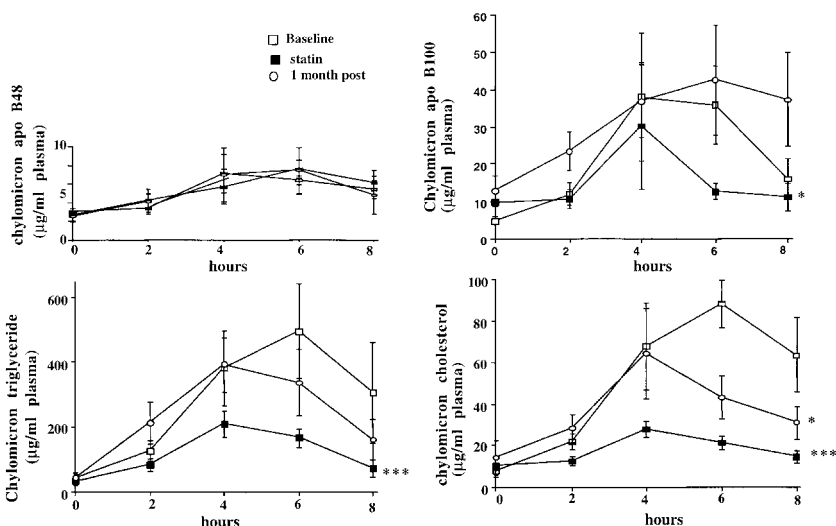 Baseline
statin
1 month post
chylomicron apo B48
(μg/ml plasma)
10
5
0
0 2 4 6 8
hours
Chylomicron apo B100
(μg/ml plasma)
60
50
40
30
20
10
0
0 2 4 6 8
hours
*
Chylomicron triglyceride
(μg/ml plasma)
600
400
200
0
0 2 4 6 8
hours
***
chylomicron cholesterol
(μg/ml plasma)
100
80
60
40
20
0
0 2 4 6 8
hours
*
***